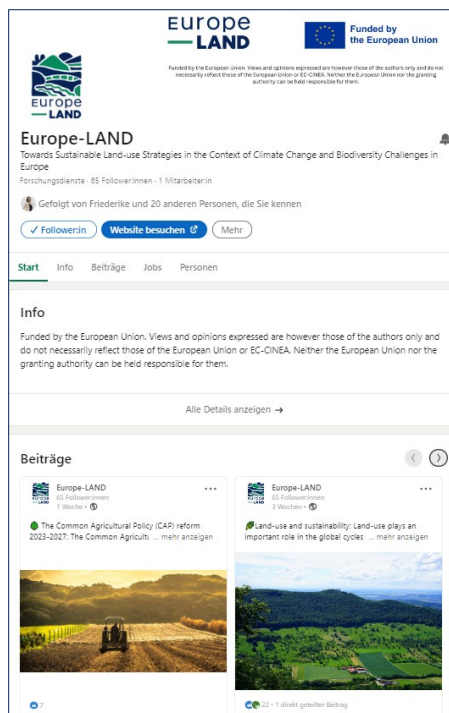 Europe
LAND
Funded by
the European Union
Funded by the European Union. Views and opinions expressed are however those of the authors only and do not
necessarily reflect those of the European Union or EC-CINEA. Neither the European Union nor the granting
authority can be held responsible for them.
Europe
LAND
Europe-LAND
Towards Sustainable Land-use Strategies in the Context of Climate Change and Biodiversity Challenges in
Europe
Forschungsdienste · 65 Follower:innen · 1 Mitarbeiter:in
Gefolgt von Friederike und 20 anderen Personen, die Sie kennen
✓ Follower:in
Website besuchen
Mehr
Start Info Beiträge Jobs Personen
Info
Funded by the European Union. Views and opinions expressed are however those of the authors only and
do not necessarily reflect those of the European Union or EC-CINEA. Neither the European Union nor the
granting authority can be held responsible for them.
Alle Details anzeigen →
Beiträge
Europe-LAND
65 Follower:innen
1 Woche •
The Common Agricultural Policy (CAP) reform
2023-2027: The Common Agricultu ... mehr anzeigen
7
Europe-LAND
65 Follower:innen
3 Wochen •
Land-use and sustainability: Land-use plays an
important role in the global cycles ... mehr anzeigen
22 · 1 direkt geteilter Beitrag